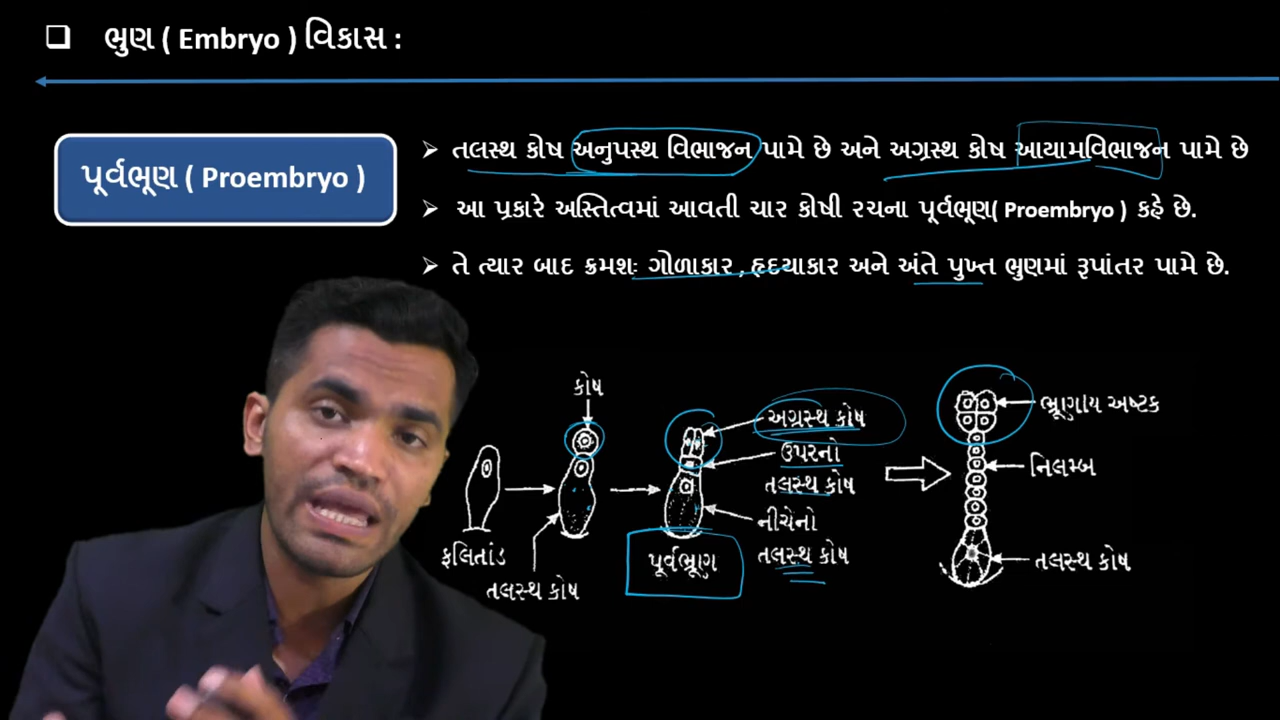 ❑ ભ્રુણ ( Embryo ) વિકાસ :
પૂર્વભૂણ ( Proembryo )
➢ તલસ્થ કોષ અનુપસ્થ વિભાજન પામે છે અને અગ્રસ્થ કોષ આયામવિભાજન પામે છે
➢ આ પ્રકારે અસ્તિત્વમાં આવતી ચાર કોષી રચના પૂર્વભૂણ( Proembryo ) કહે છે.
➢ તે ત્યાર બાદ ક્રમશઃ ગોળાકાર , હૃદયાકાર અને અંતે પુખ્ત ભ્રુણમાં રૂપાંતર પામે છે.
કોષ
અગ્રસ્થ કોષ
ઉપરનો
તલસ્થ કોષ
નીચેનો
તલસ્થ કોષ
ફલિતાંડ
તલસ્થ કોષ
પૂર્વભ્રૂણ
ભ્રૂણીય અષ્ટક
નિલમ્બ
તલસ્થ કોષ